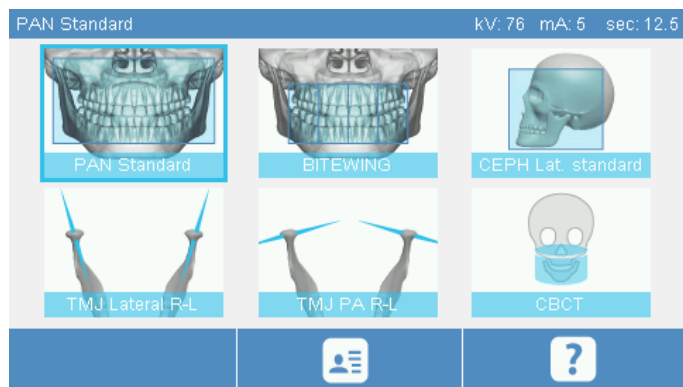 PAN Standard kV: 76 mA: 5 sec: 12.5
PAN Standard BITEWING CEPH Lat. standard
TMJ Lateral R-L TMJ PA R-L CBCT
?